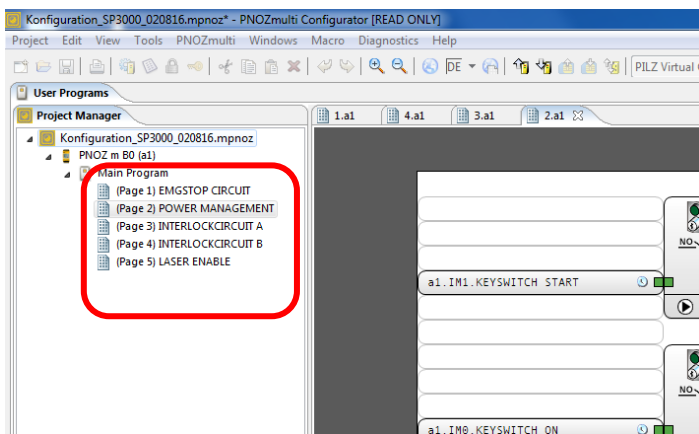 Konfiguration_SP3000_020816.mpnoz* - PNOZmulti Configurator [READ ONLY]
Project Edit View Tools PNOZmulti Windows Macro Diagnostics Help
DE PILZ Virtual
User Programs
Project Manager 1.a1 4.a1 3.a1 2.a1
Konfiguration_SP3000_020816.mpnoz
PNOZ m B0 (a1)
Main Program
(Page 1) EMGSTOP CIRCUIT
(Page 2) POWER MANAGEMENT
(Page 3) INTERLOCKCIRCUIT A
(Page 4) INTERLOCKCIRCUIT B
(Page 5) LASER ENABLE
NO
a1.IM1.KEYSWITCH START
NO
a1.IM0.KEYSWITCH ON